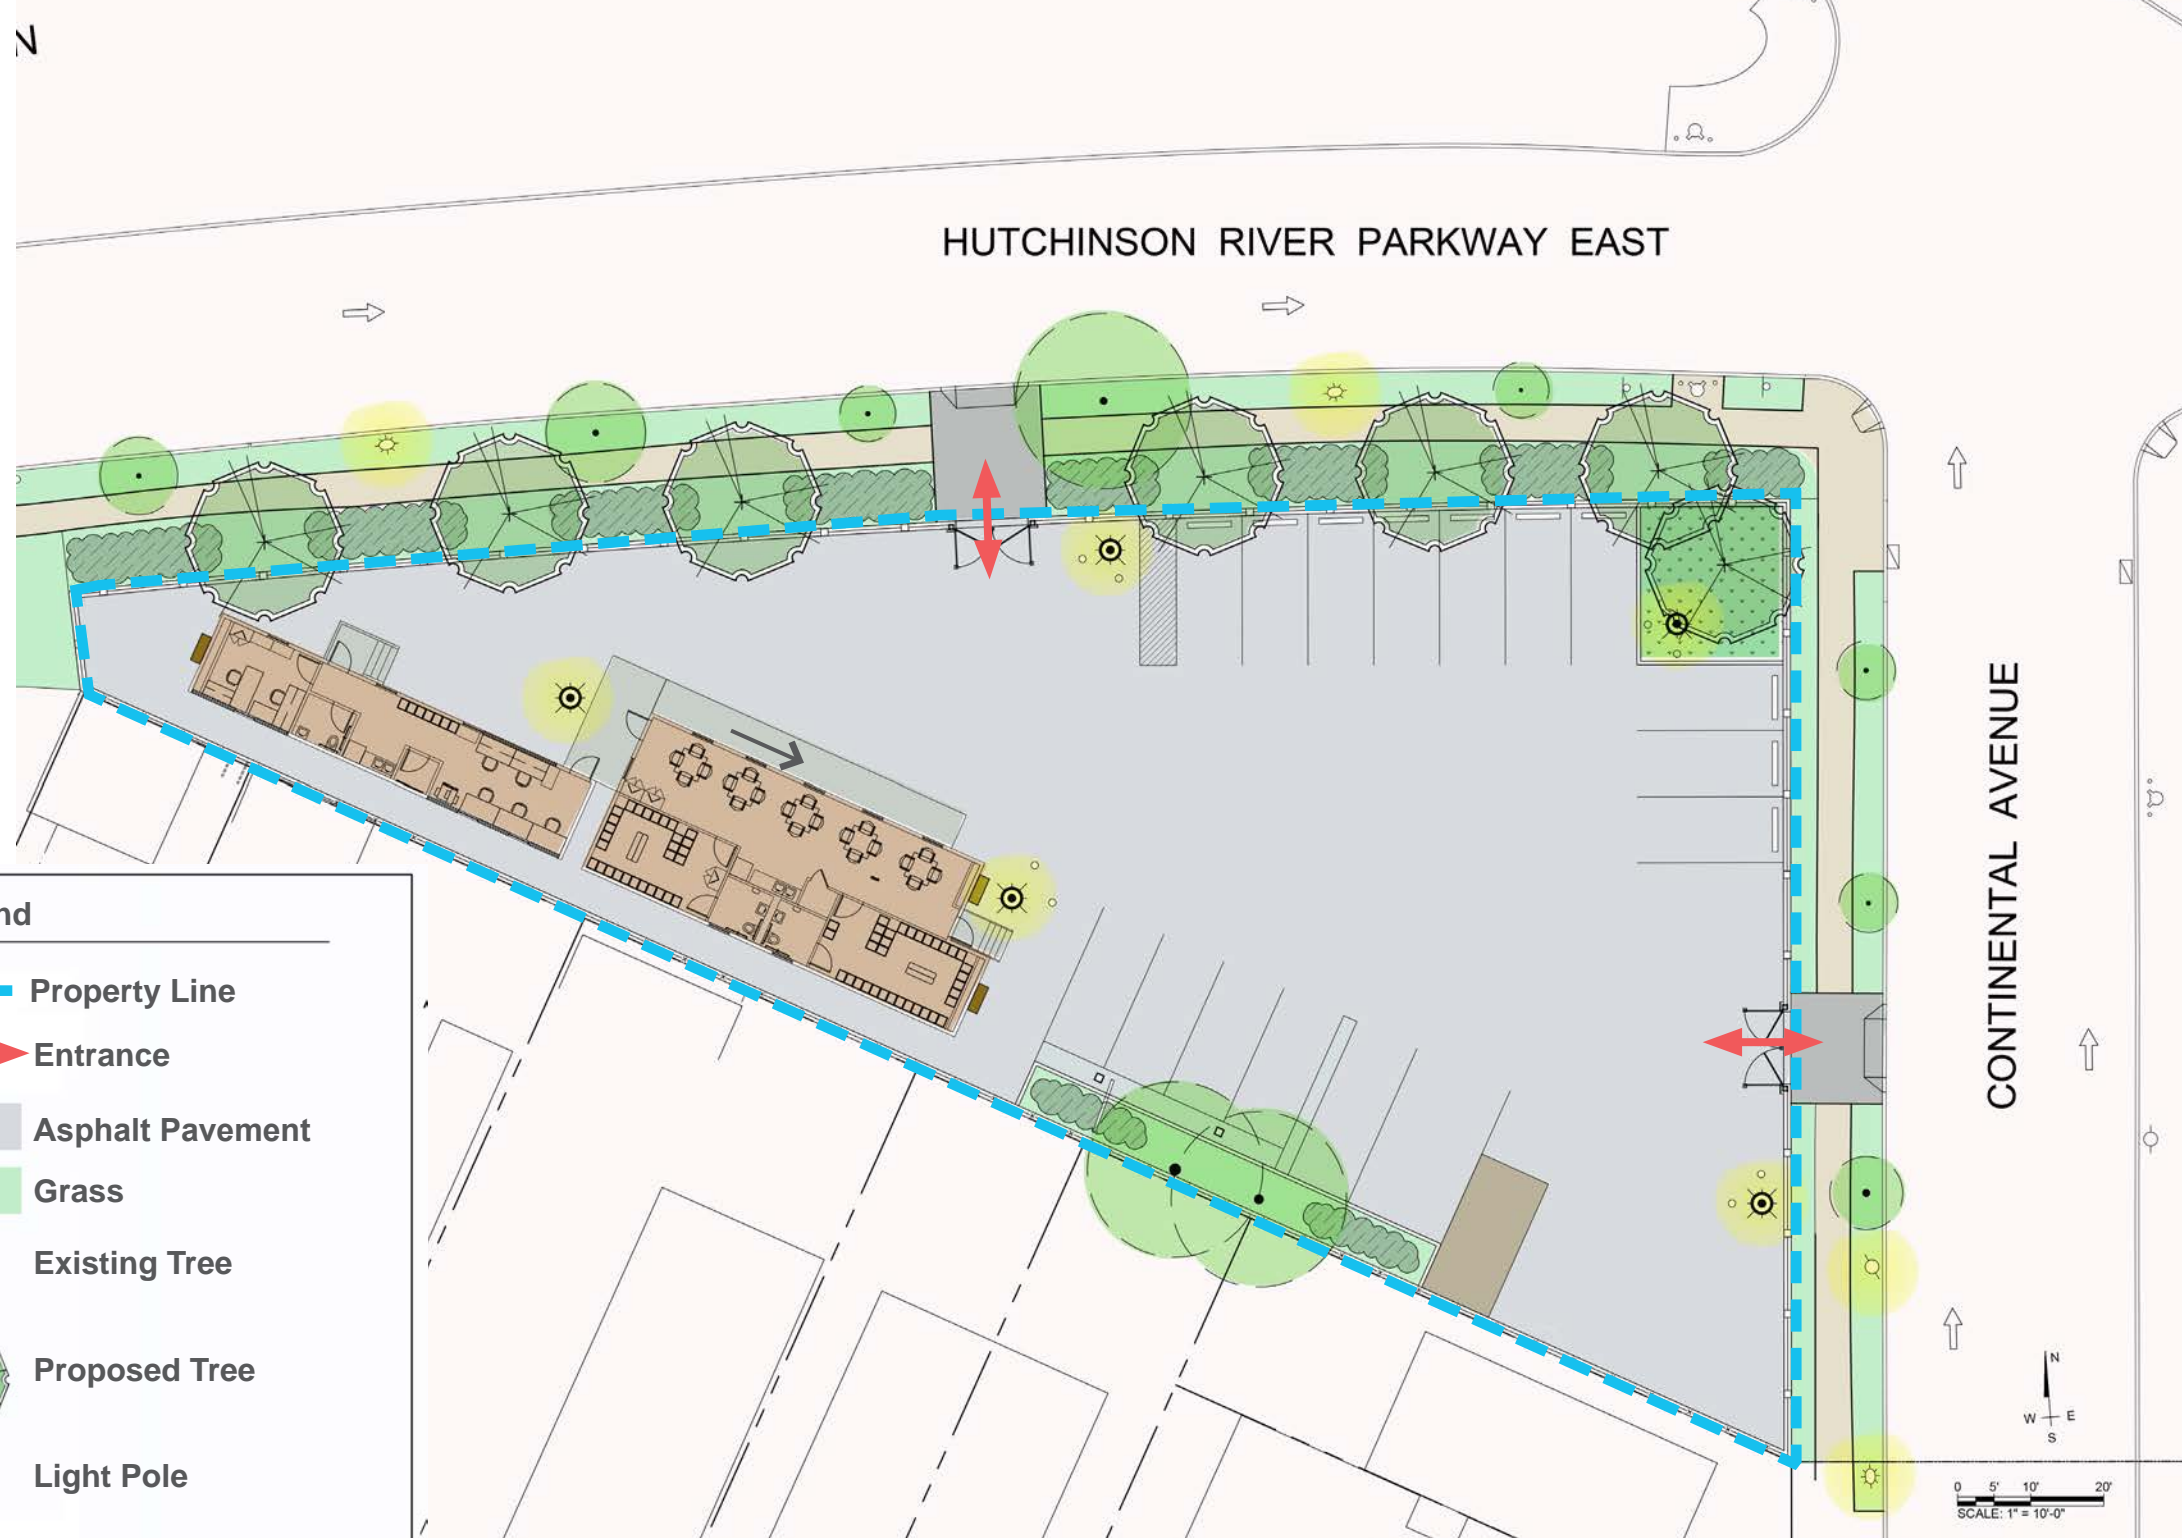 N
HUTCHINSON RIVER PARKWAY EAST
CONTINENTAL AVENUE
nd
Property Line
Entrance
Asphalt Pavement
Grass
Existing Tree
Proposed Tree
Light Pole
N
W E
S
0 5' 10' 20'
SCALE: 1" = 10'-0"